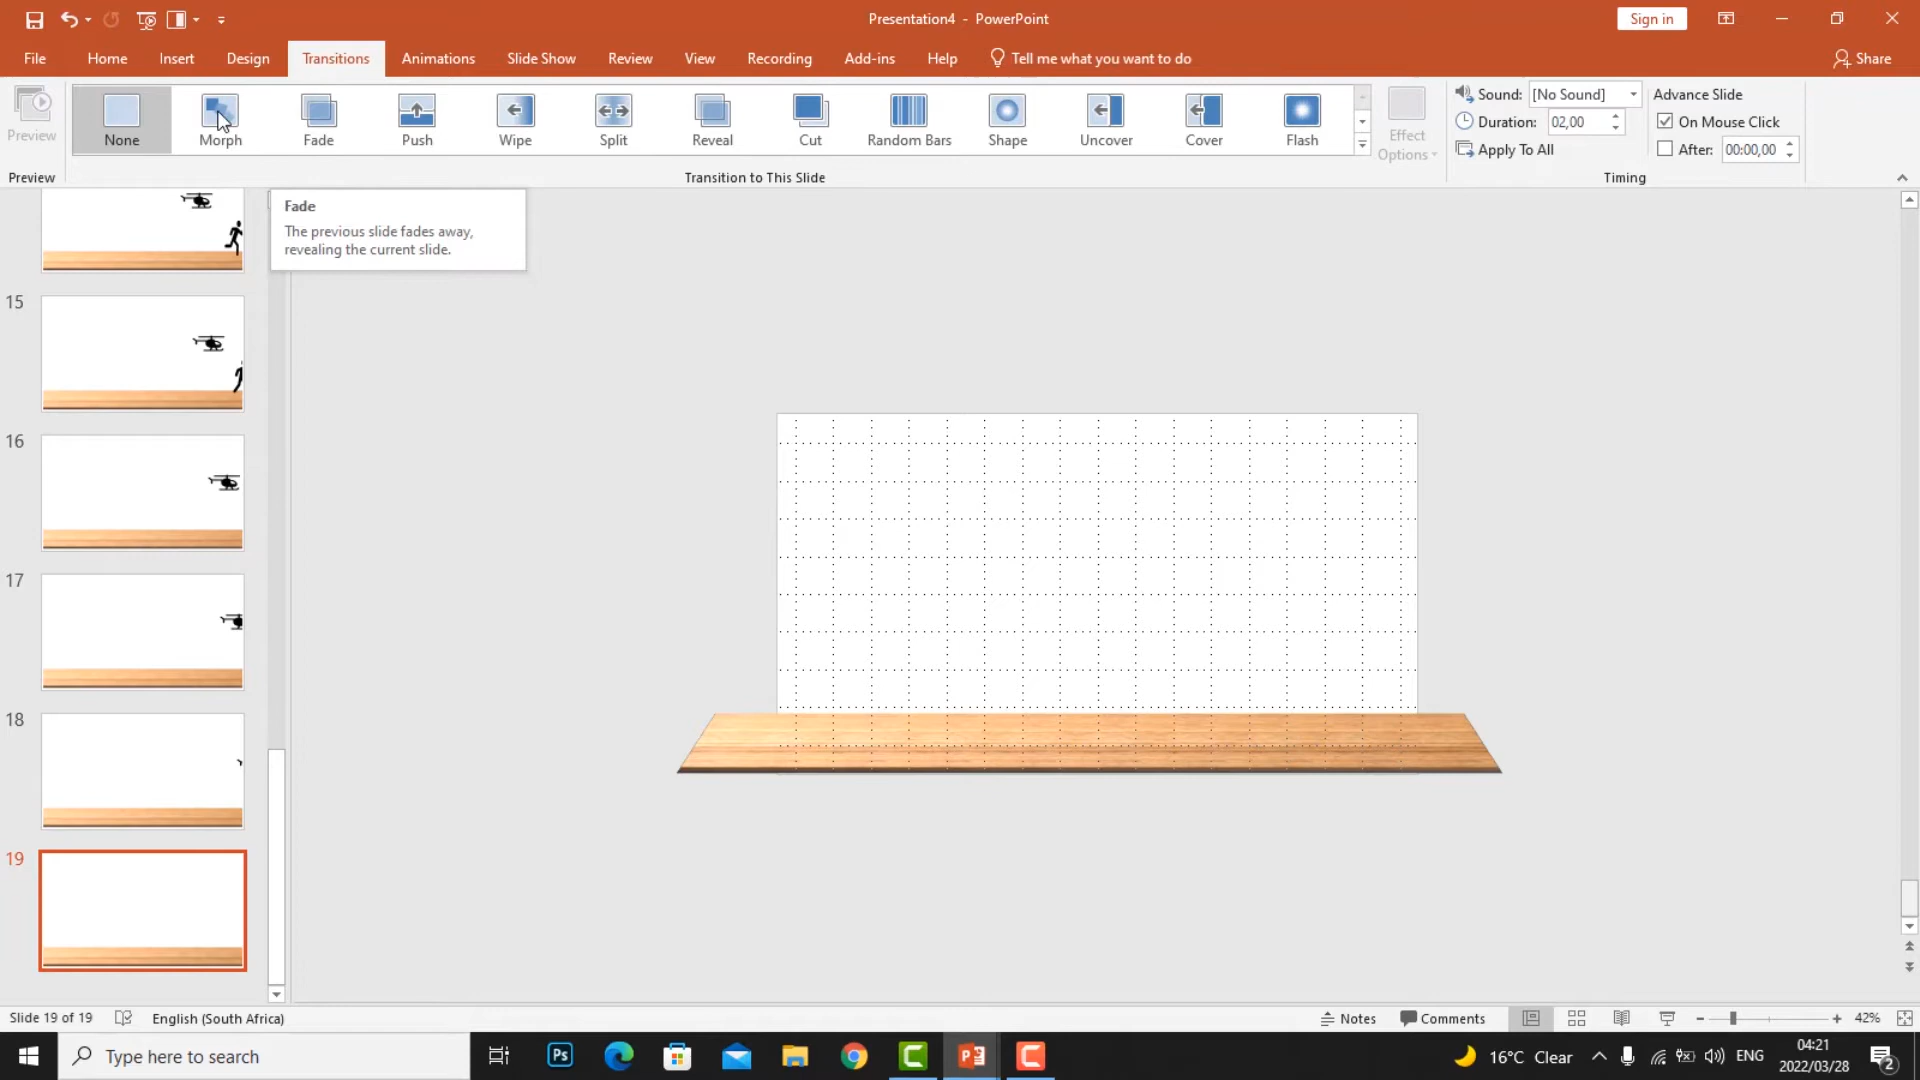 Presentation4 - PowerPoint
Sign in
File
Home
Insert
Design
Transitions
Animations
Slide Show
Review
View
Recording
Add-ins
Help
Tell me what you want to do
Share
Preview
None
Morph
Fade
Push
Wipe
Split
Reveal
Cut
Random Bars
Shape
Uncover
Cover
Flash
Effect
Options
Sound: [No Sound]
Duration: 02,00
Apply To All
Advance Slide
On Mouse Click
After: 00:00,00
Preview
Transition to This Slide
Timing
Fade
The previous slide fades away,
revealing the current slide.
15
16
17
18
19
Slide 19 of 19
English (South Africa)
Notes
Comments
42%
Type here to search
Ps
16°C Clear
ENG
04:21
2022/03/28
2